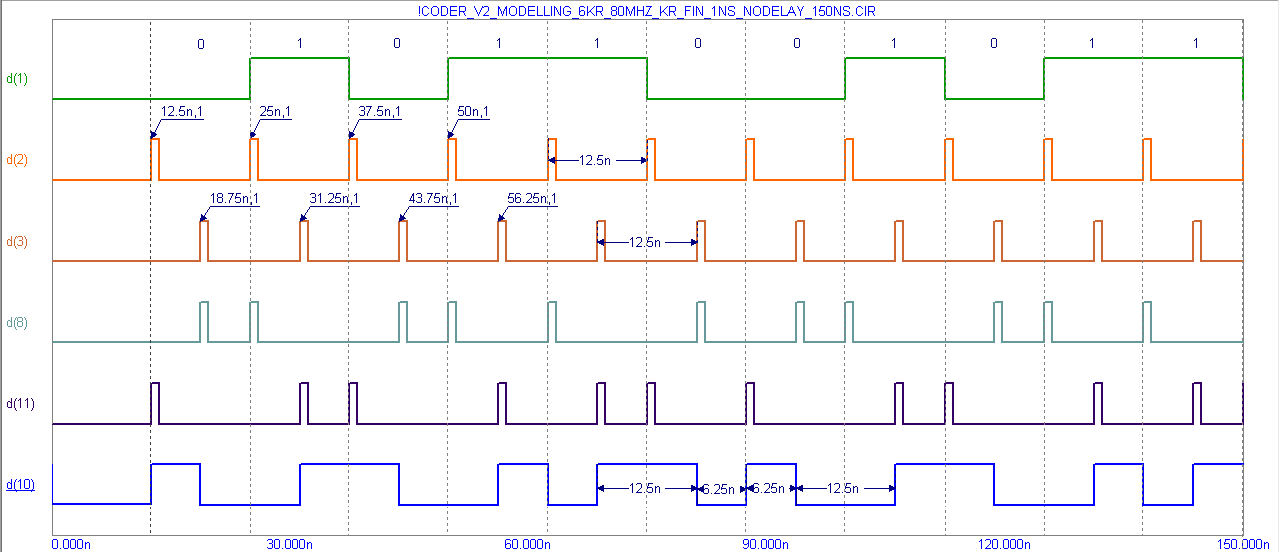 !CODER_V2_MODELLING_6KR_80MHZ_KR_FIN_1NS_NODELAY_150NS.CIR
0 1 0 1 1 0 0 1 0 1 1
d(1)
12.5n,1 25n,1 37.5n,1 50n,1
d(2) 12.5n
18.75n,1 31.25n,1 43.75n,1 56.25n,1
d(3) 12.5n
d(8)
d(11)
d(10) 12.5n 6.25n 6.25n 12.5n
0.000n 30.000n 60.000n 90.000n 120.000n 150.000n